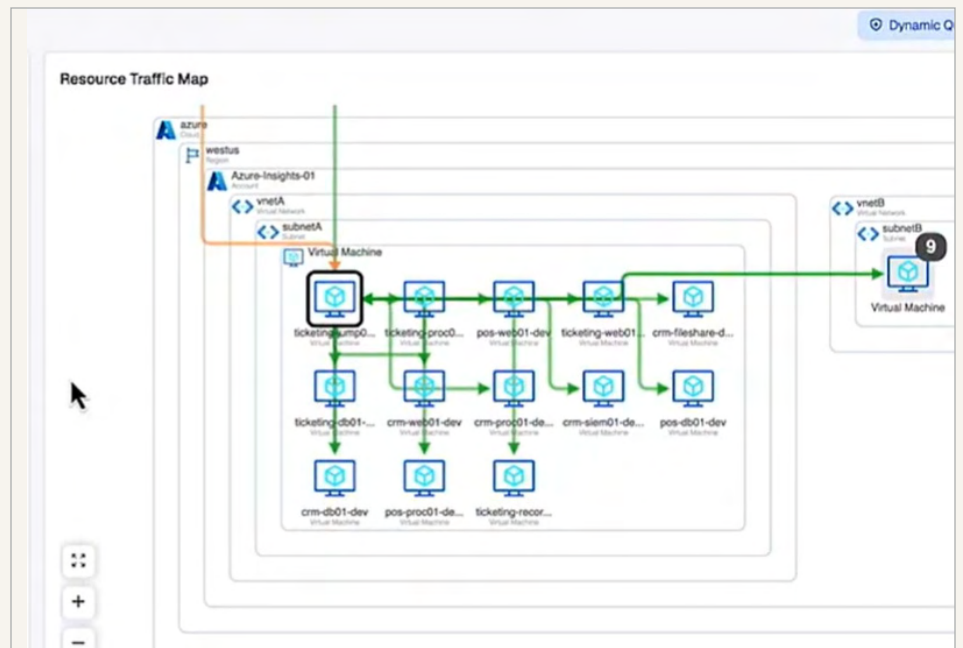 Dynamic Q
Resource Traffic Map
azure
Cloud
westus
Region
Azure-Insights-01
Account
vnetA
Virtual Network
subnetA
Subnet
Virtual Machine
vnetB
Virtual Network
subnetB
Subnet
9
Virtual Machine
ticketing-jump0... ticketing-proc0... pos-web01-dev ticketing-web01... crm-fileshare-d...
Virtual Machine Virtual Machine Virtual Machine Virtual Machine Virtual Machine
ticketing-db01-... crm-web01-dev crm-proc01-de... crm-siem01-de... pos-db01-dev
Virtual Machine Virtual Machine Virtual Machine Virtual Machine Virtual Machine
crm-db01-dev pos-proc01-de... ticketing-recor...
Virtual Machine Virtual Machine Virtual Machine